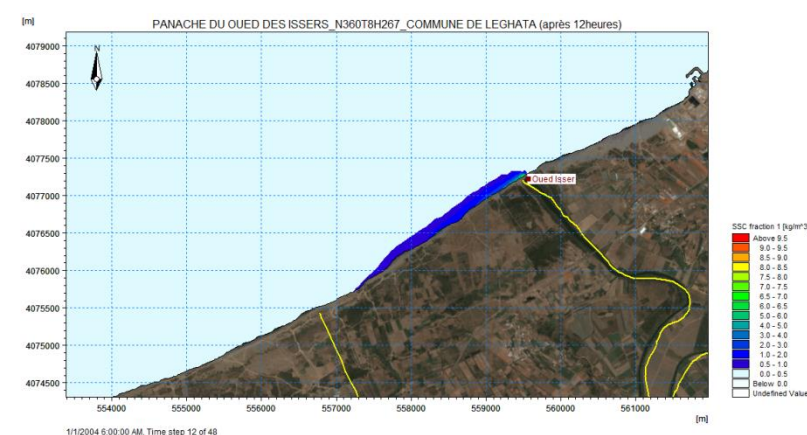 PANACHE DU OUED DES ISSERS_N360T8H267_COMMUNE DE LEGHATA (après 12heures)
[m]
4079000
4078500
4078000
4077500
4077000
4076500
4076000
4075500
4075000
4074500
N
Oued Isser
554000 555000 556000 557000 558000 559000 560000 561000
[m]
1/1/2004 6:00:00 AM, Time step 12 of 48
SSC fraction 1 [kg/m^3
Above 9.5
9.0 - 9.5
8.5 - 9.0
8.0 - 8.5
7.5 - 8.0
7.0 - 7.5
6.5 - 7.0
6.0 - 6.5
5.0 - 6.0
4.0 - 5.0
3.0 - 4.0
2.0 - 3.0
1.0 - 2.0
0.5 - 1.0
0.0 - 0.5
Below 0.0
Undefined Value